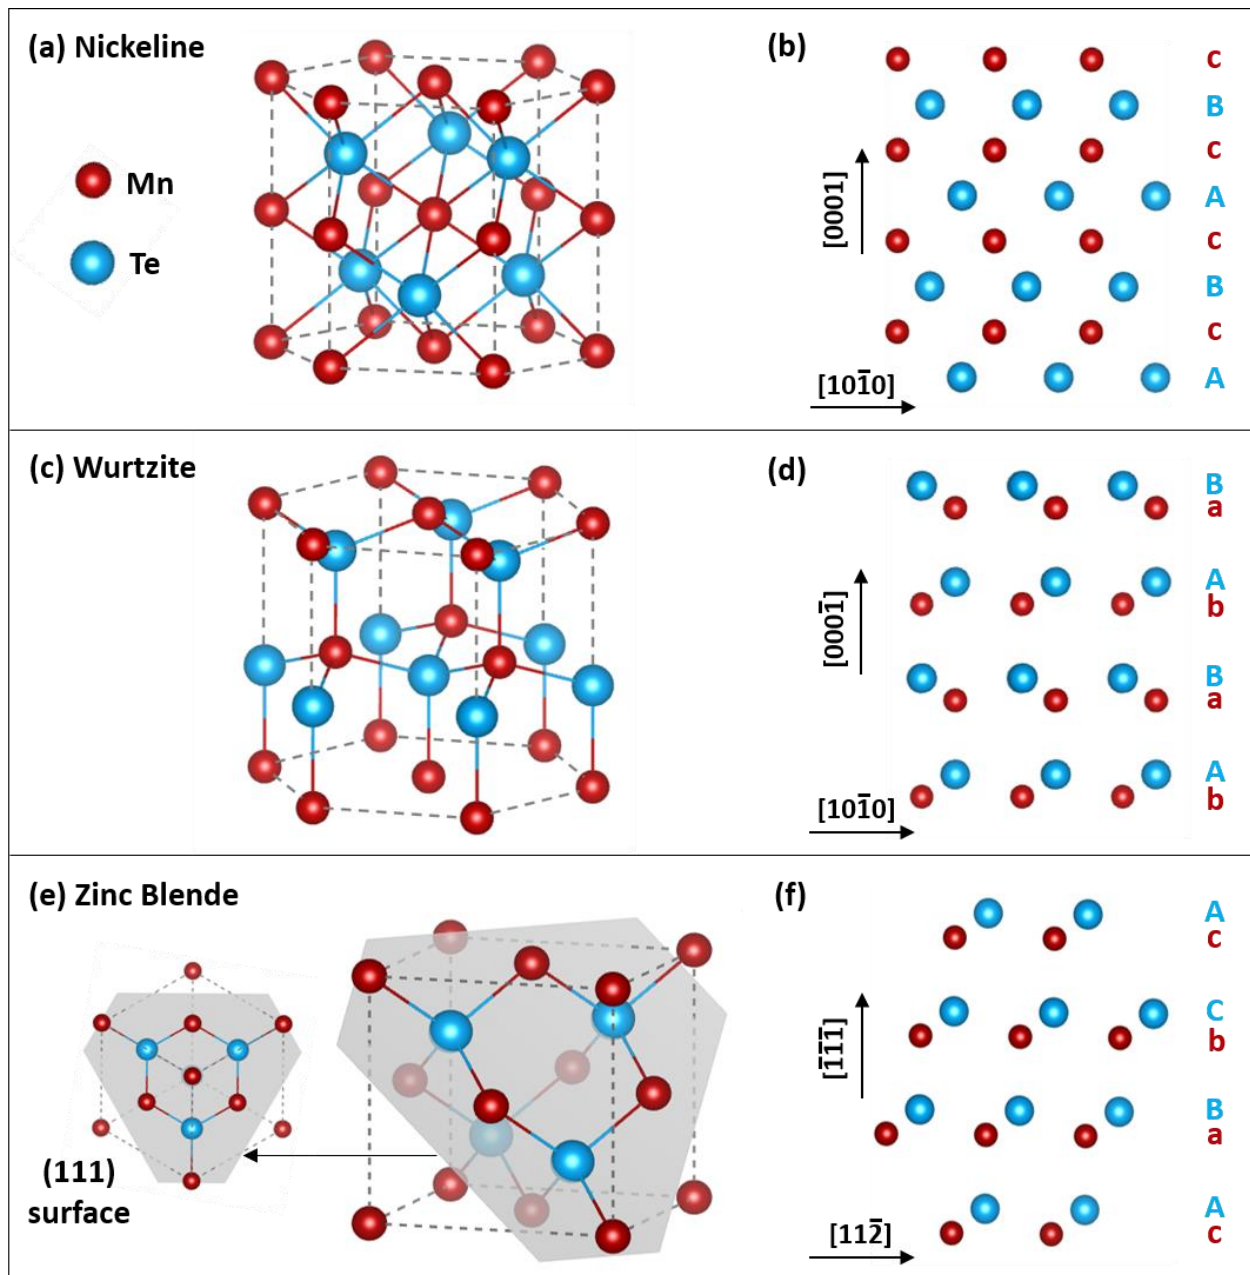 (a) Nickeline
Mn
Te
(b)
c
B
c
A
c
B
c
A
[0001]
[101̅0]
(c) Wurtzite
(d)
B
a
A
b
B
a
A
b
[0001̅]
[101̅0]
(e) Zinc Blende
(111)
surface
(f)
A
c
C
b
B
a
A
c
[1̅1̅1̅]
[112̅]